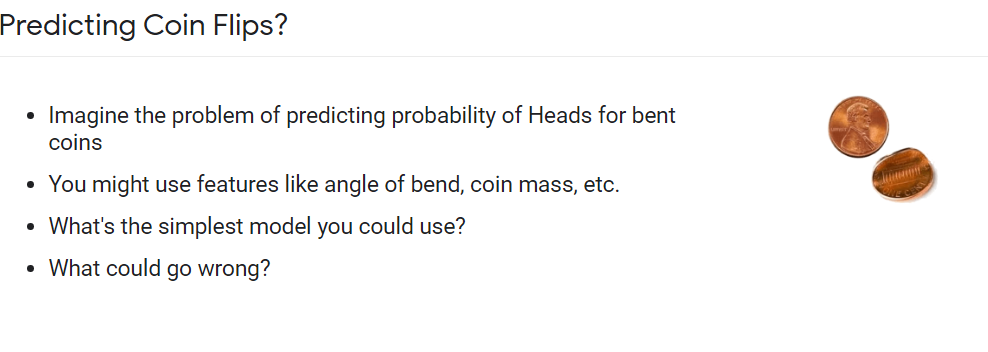 Predicting Coin Flips?
• Imagine the problem of predicting probability of Heads for bent
coins
• You might use features like angle of bend, coin mass, etc.
• What's the simplest model you could use?
• What could go wrong?